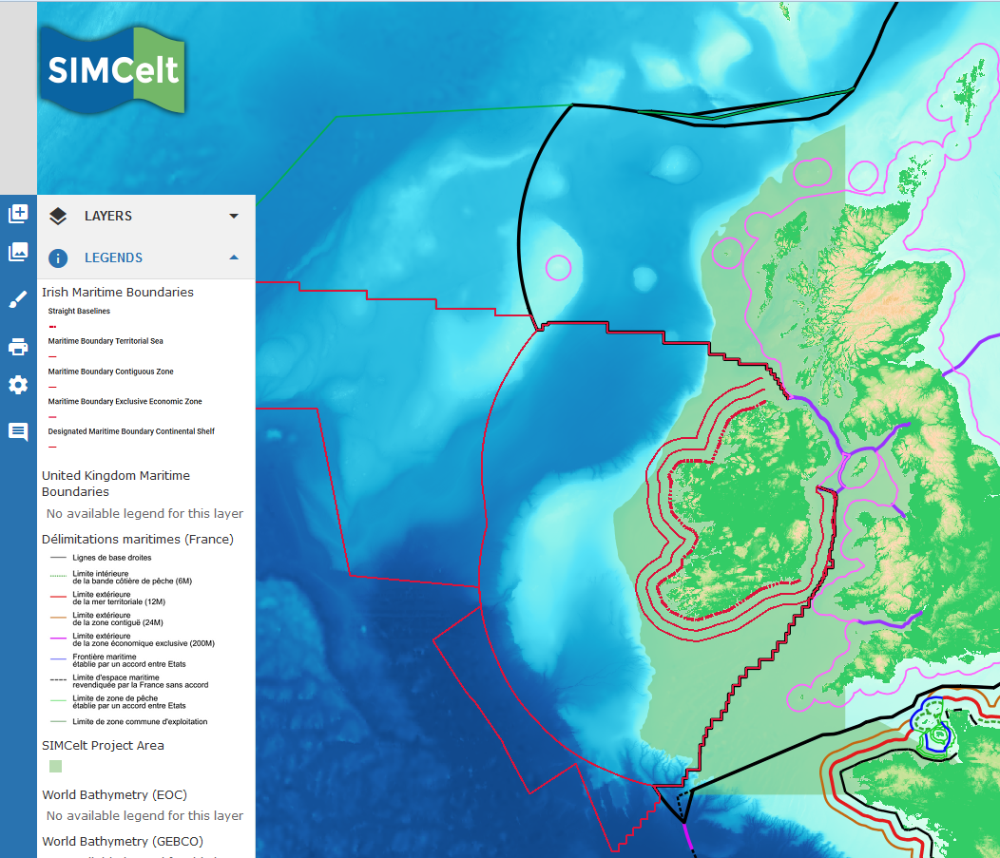 SIMCelt
LAYERS
LEGENDS
Irish Maritime Boundaries
Straight Baselines
Maritime Boundary Territorial Sea
Maritime Boundary Contiguous Zone
Maritime Boundary Exclusive Economic Zone
Designated Maritime Boundary Continental Shelf
United Kingdom Maritime
Boundaries
No available legend for this layer
Délimitations maritimes (France)
Lignes de base droites
Limite intérieure
de la bande côtière de pêche (6M)
Limite extérieure
de la mer territoriale (12M)
Limite extérieure
de la zone contiguë (24M)
Limite extérieure
de la zone économique exclusive (200M)
Frontière maritime
établie par un accord entre Etats
Limite d'espace maritime
revendiquée par la France sans accord
Limite de zone de pêche
établie par un accord entre Etats
Limite de zone commune d'exploitation
SIMCelt Project Area
World Bathymetry (EOC)
No available legend for this layer
World Bathymetry (GEBCO)